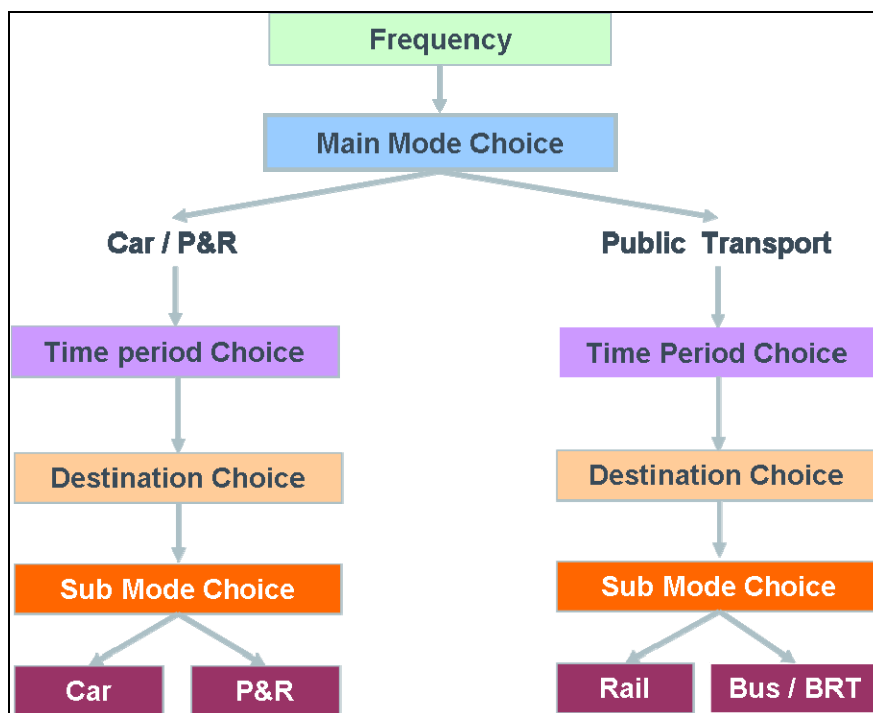 Frequency
Main Mode Choice
Car / P&R
Public Transport
Time period Choice
Time Period Choice
Destination Choice
Destination Choice
Sub Mode Choice
Sub Mode Choice
Car
P&R
Rail
Bus / BRT